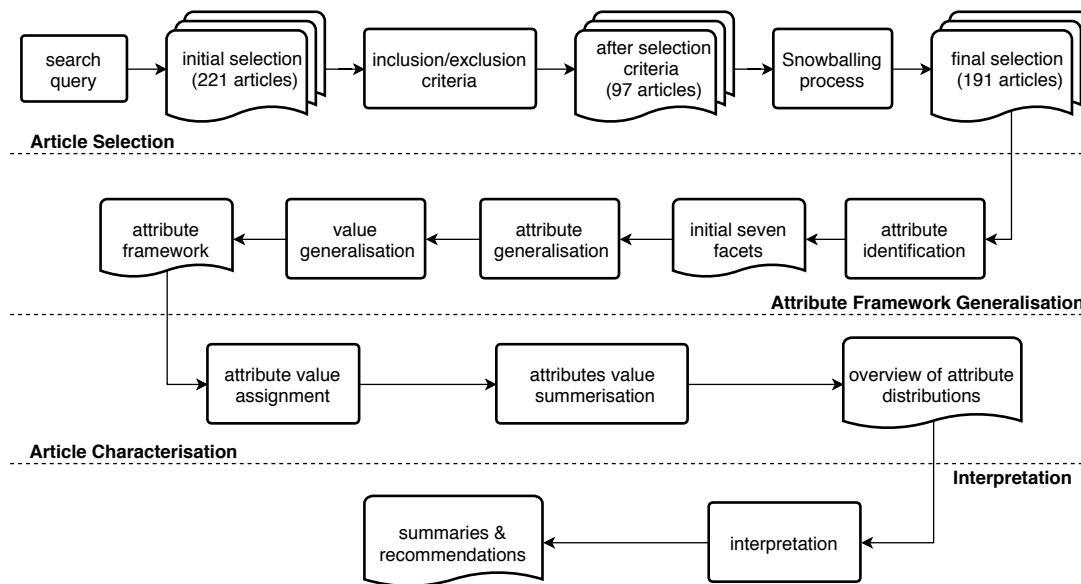 search
query
initial selection
(221 articles)
inclusion/exclusion
criteria
after selection
criteria
(97 articles)
Snowballing
process
final selection
(191 articles)
Article Selection
attribute
framework
value
generalisation
attribute
generalisation
initial seven
facets
attribute
identification
Attribute Framework Generalisation
attribute value
assignment
attributes value
summerisation
overview of attribute
distributions
Article Characterisation
Interpretation
summaries &
recommendations
interpretation